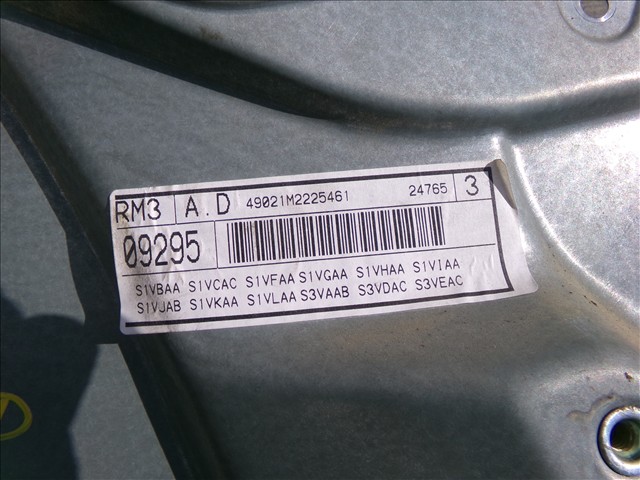 RM3 A.D 49021M2225461 24765 3
09295
S1VBAA S1VCAC S1VFAA S1VGAA S1VHAA S1VIAA
S1VJAB S1VKAA S1VLAA S3VAAB S3VDAC S3VEAC